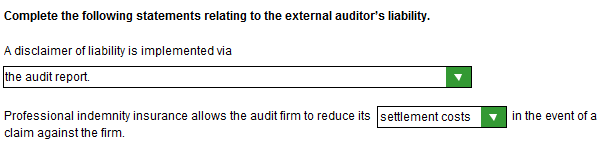 Complete the following statements relating to the external auditor's liability.
A disclaimer of liability is implemented via
the audit report.
Professional indemnity insurance allows the audit firm to reduce its settlement costs in the event of a
claim against the firm.